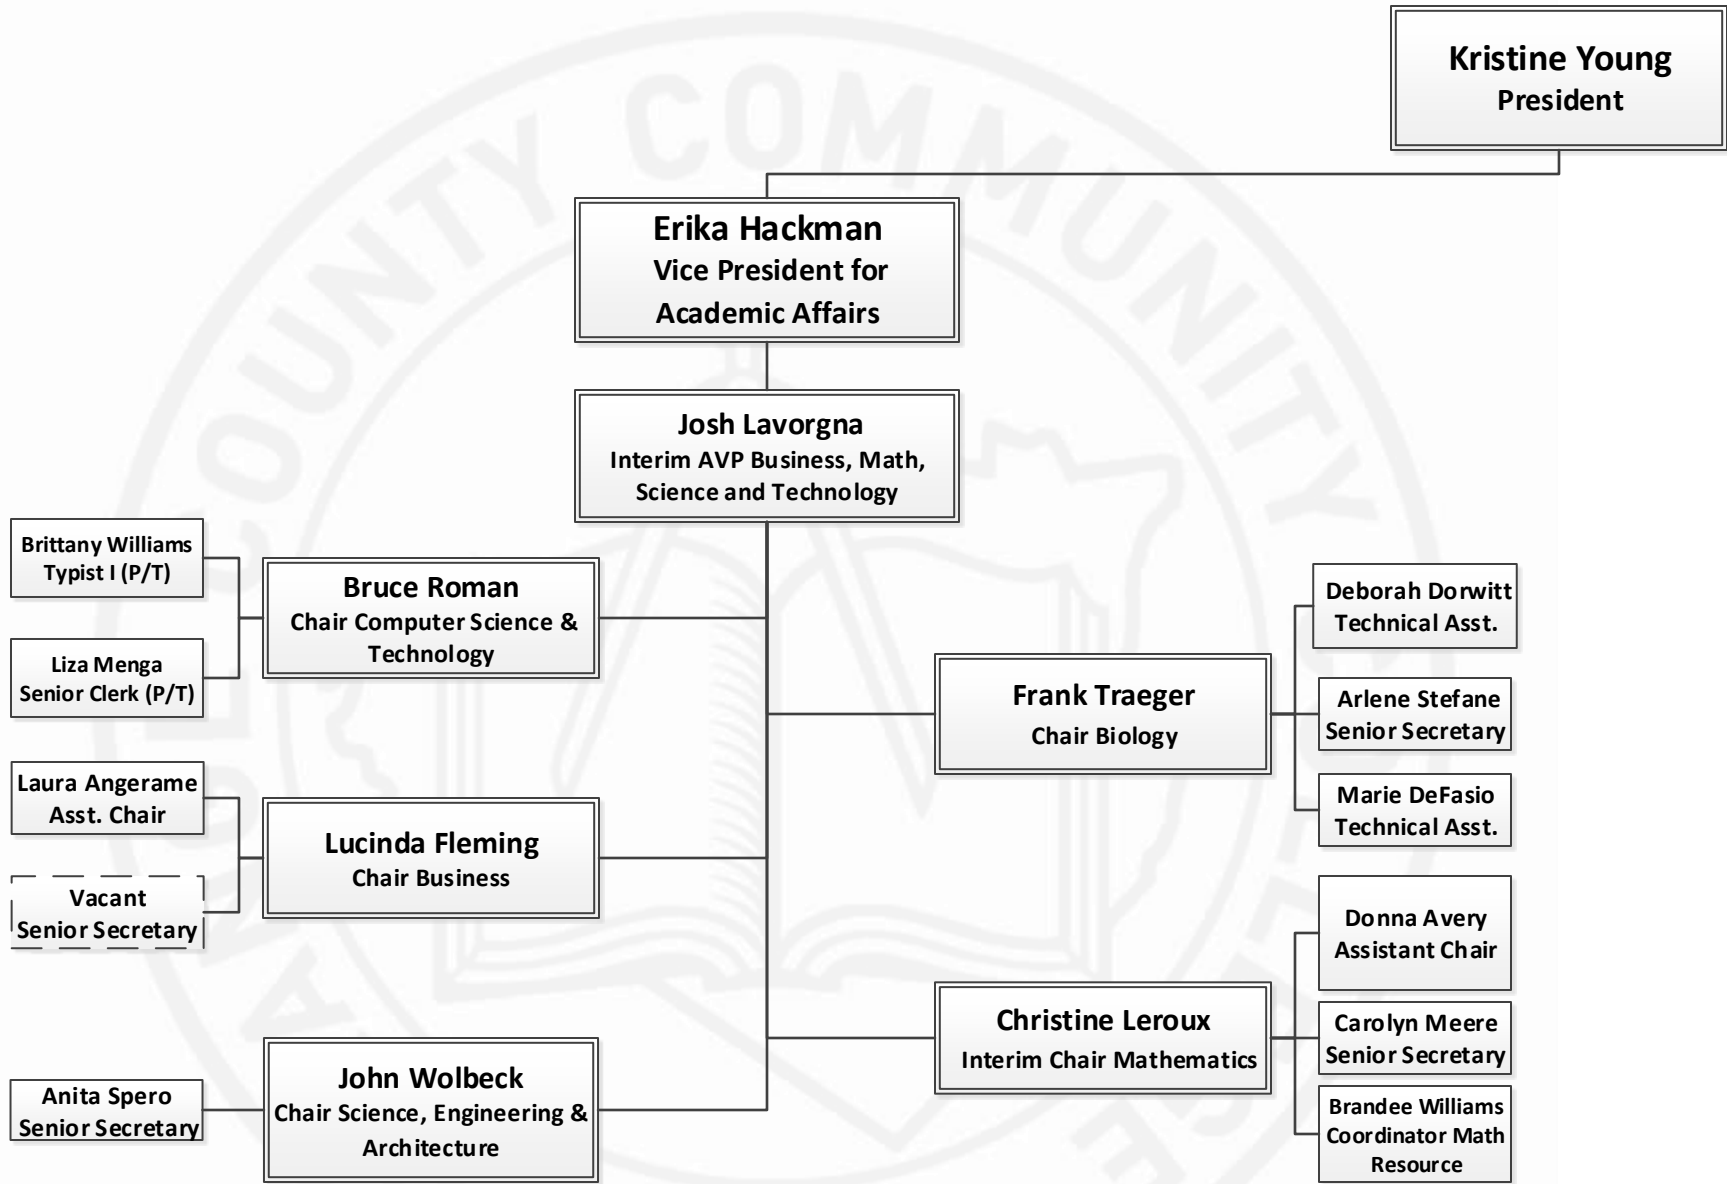 Kristine Young
President
Erika Hackman
Vice President for
Academic Affairs
Josh Lavorgna
Interim AVP Business, Math,
Science and Technology
Brittany Williams
Typist I (P/T)
Liza Menga
Senior Clerk (P/T)
Bruce Roman
Chair Computer Science &
Technology
Laura Angerame
Asst. Chair
Vacant
Senior Secretary
Lucinda Fleming
Chair Business
Anita Spero
Senior Secretary
John Wolbeck
Chair Science, Engineering &
Architecture
Frank Traeger
Chair Biology
Deborah Dorwitt
Technical Asst.
Arlene Stefane
Senior Secretary
Marie DeFasio
Technical Asst.
Christine Leroux
Interim Chair Mathematics
Donna Avery
Assistant Chair
Carolyn Meere
Senior Secretary
Brandee Williams
Coordinator Math
Resource
COUNTY COMMUNITY